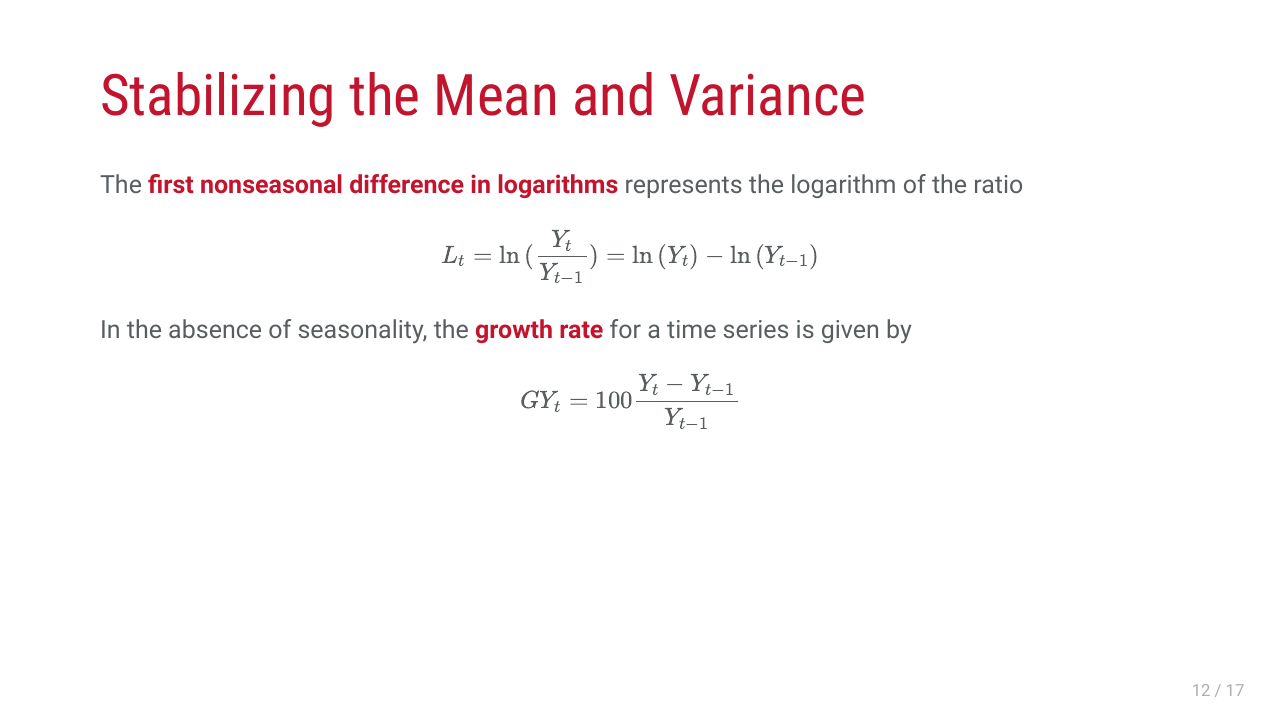 Stabilizing the Mean and Variance
The first nonseasonal difference in logarithms represents the logarithm of the ratio
$L_t = \ln(\frac{Y_t}{Y_{t-1}}) = \ln(Y_t) - \ln(Y_{t-1})$
In the absence of seasonality, the growth rate for a time series is given by
$GY_t = 100\frac{Y_t - Y_{t-1}}{Y_{t-1}}$
12 / 17